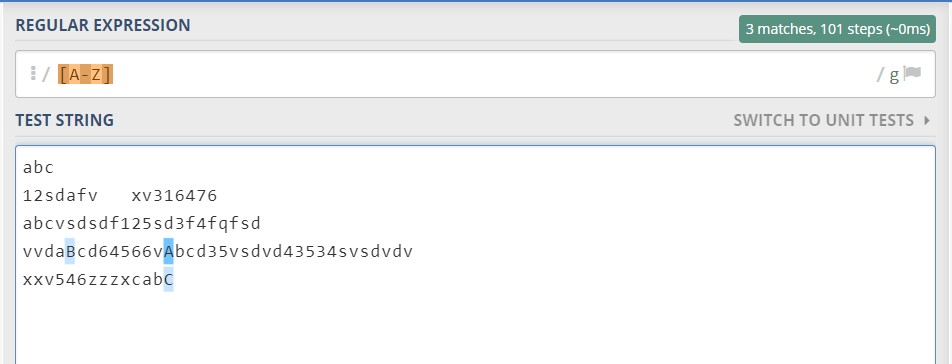 REGULAR EXPRESSION
3 matches, 101 steps (~0ms)
/ [A-Z] / g
TEST STRING
SWITCH TO UNIT TESTS
abc
12sdafv   xv316476
abcvsdsdf125sd3f4fqfsd
vvdaBcd64566vAbcd35vsdvd43534svsdvdv
xxv546zzzxcabC